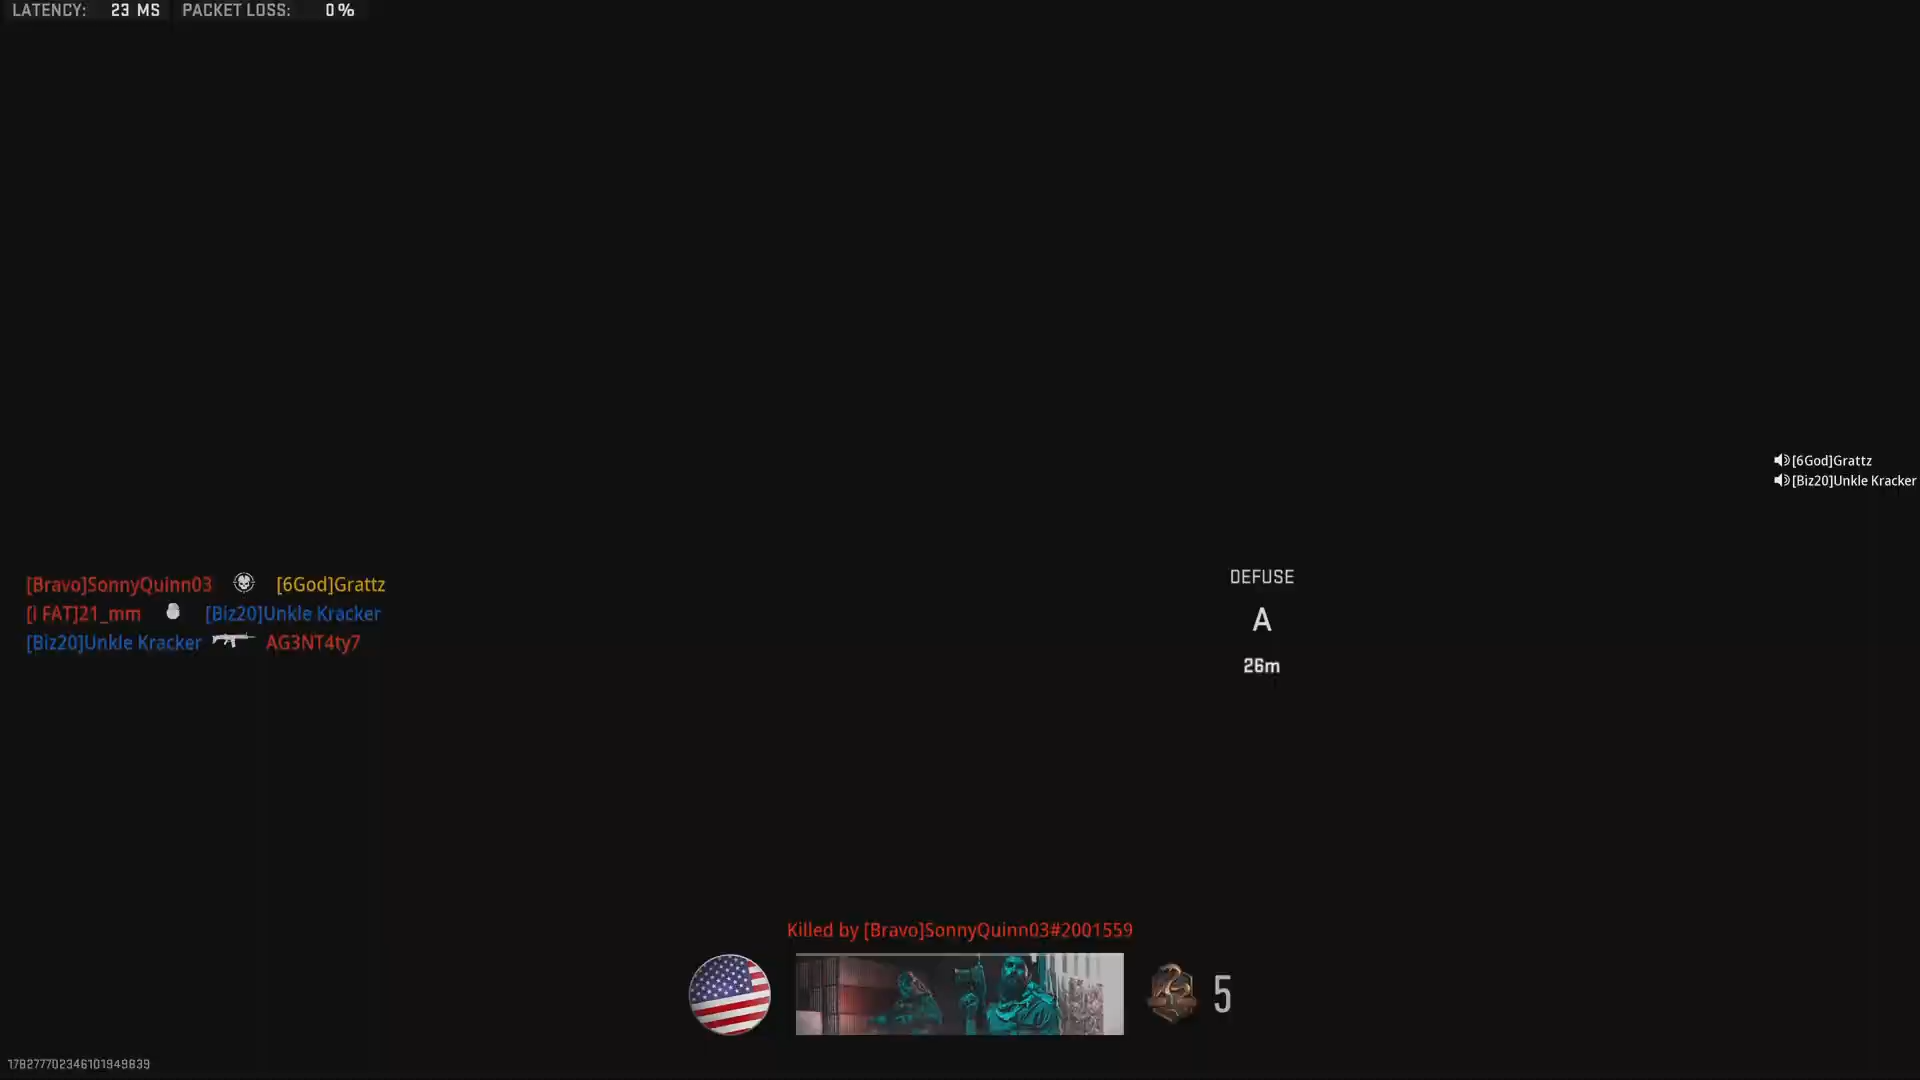 LATENCY: 23 MS PACKET LOSS: 0%
[6God]Grattz
[Biz20]Unkle Kracker
[Bravo]SonnyQuinn03 [6God]Grattz
[I FAT]21_mm [Biz20]Unkle Kracker
[Biz20]Unkle Kracker AG3NT4ty7
DEFUSE
A
26m
Killed by [Bravo]SonnyQuinn03#2001559
5
17827770234610194983​9